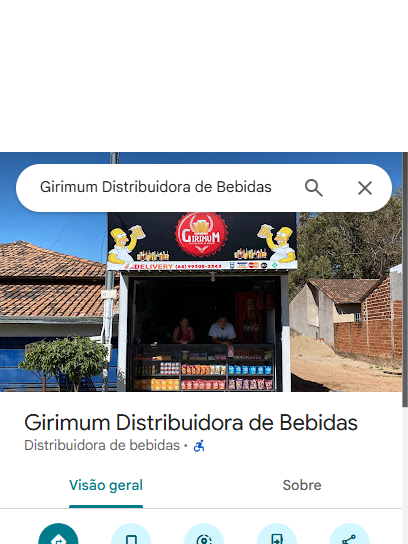 Girimum Distribuidora de Bebidas
GIRIMUM
DELIVERY
Girimum Distribuidora de Bebidas
Distribuidora de bebidas ·
Visão geral
Sobre